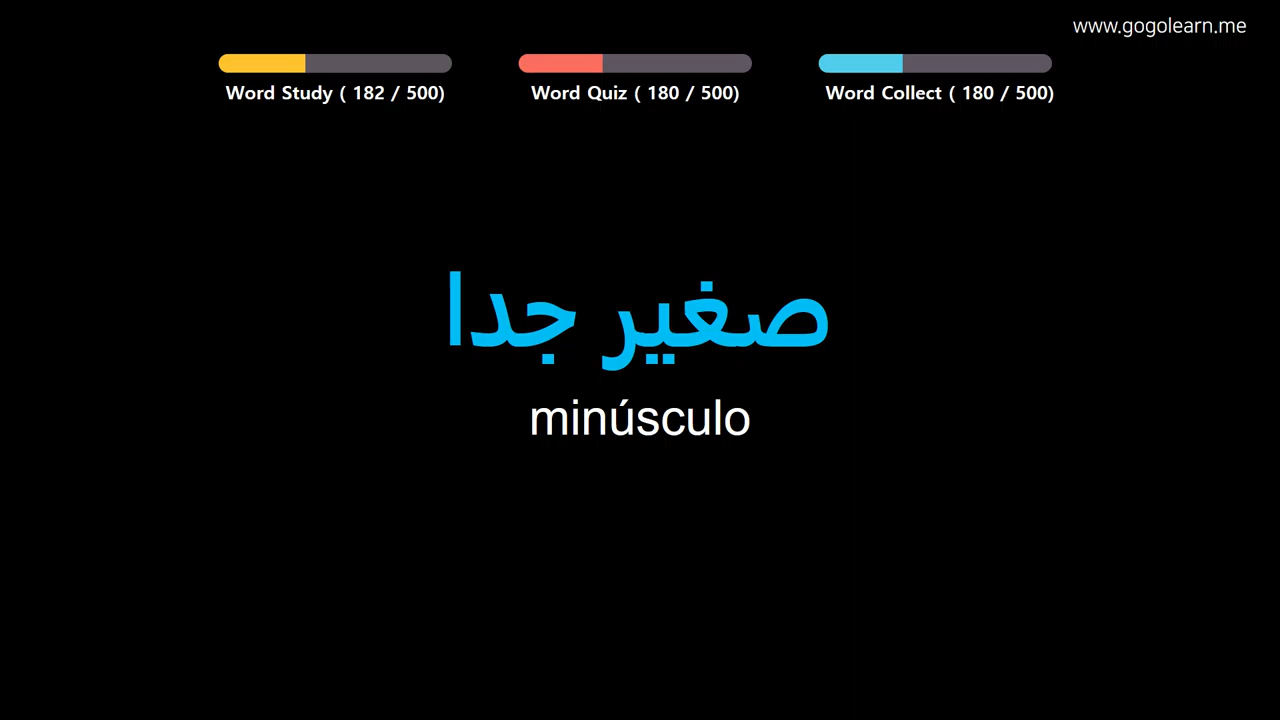 www.gogolearn.me
Word Study ( 182 / 500)
Word Quiz ( 180 / 500)
Word Collect ( 180 / 500)
صغير جدا
minúsculo